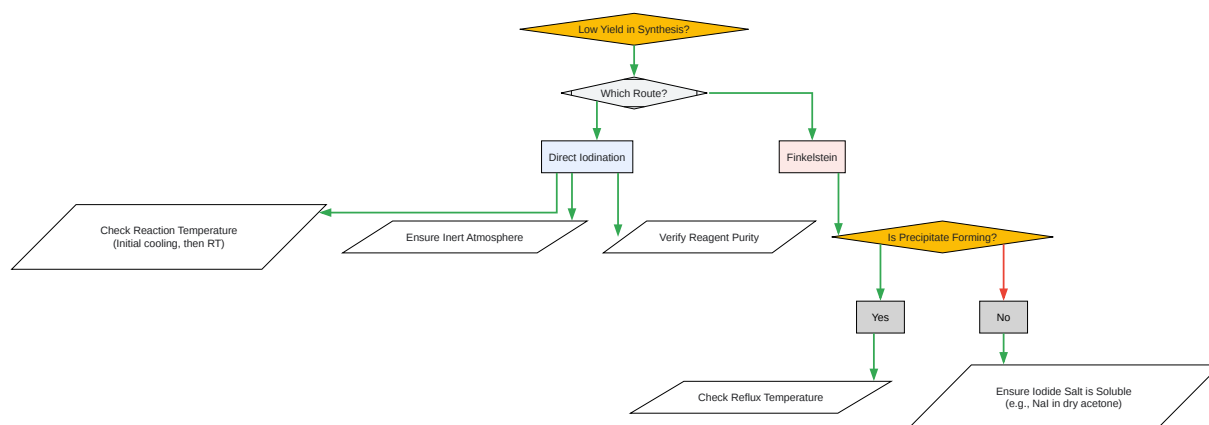 Low Yield in Synthesis?
Which Route?
Direct Iodination
Finkelstein
Check Reaction Temperature
(Initial cooling, then RT)
Ensure Inert Atmosphere
Verify Reagent Purity
Is Precipitate Forming?
Yes
No
Check Reflux Temperature
Ensure Iodide Salt is Soluble
(e.g., NaI in dry acetone)